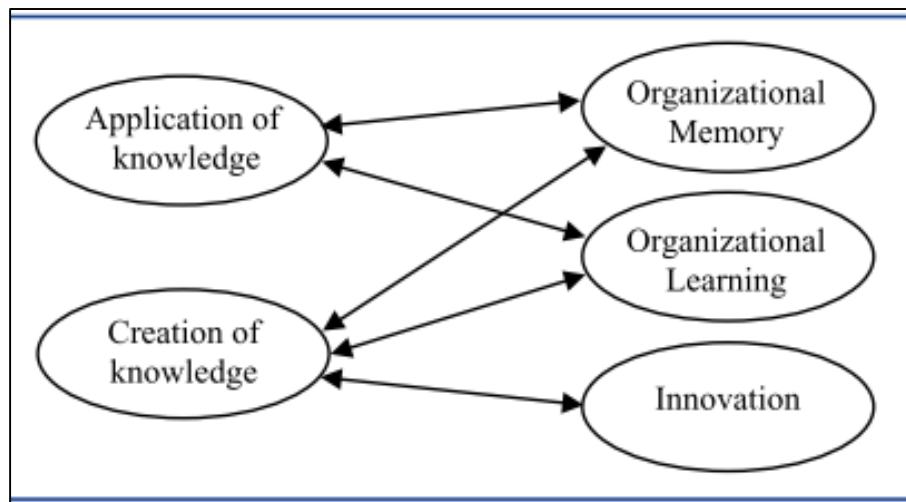 Application of
knowledge
Creation of
knowledge
Organizational
Memory
Organizational
Learning
Innovation